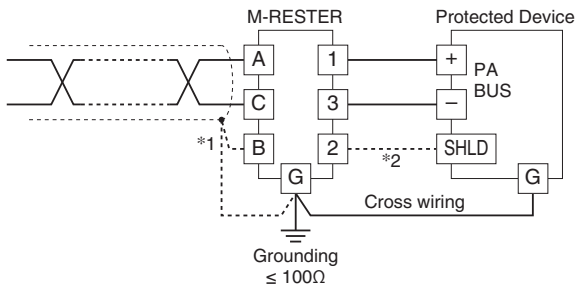 M-RESTER
Protected Device
A
1
+
PA
BUS
C
3
–
*1
B
2
*2
SHLD
G
G
Cross wiring
Grounding
≤ 100Ω